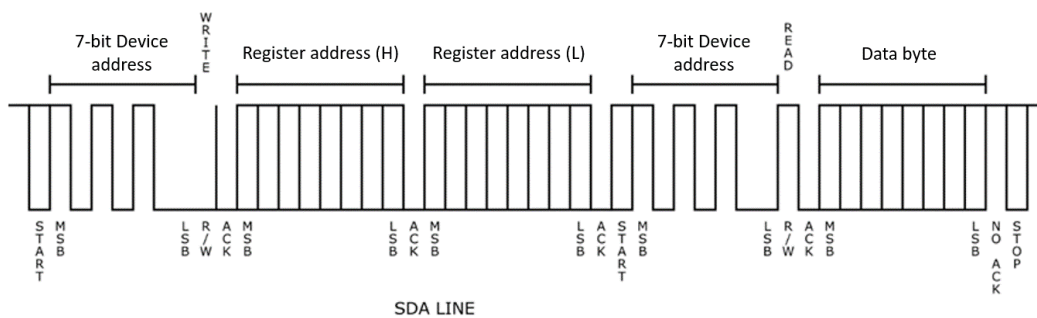 7-bit Device
address
WRITE
Register address (H)
Register address (L)
7-bit Device
address
READ
Data byte
START
MSB
LSB
R/W
ACK
MSB
LSB
ACK
MSB
LSB
ACK
START
MSB
LSB
R/W
ACK
MSB
LSB
NO ACK
STOP
SDA LINE